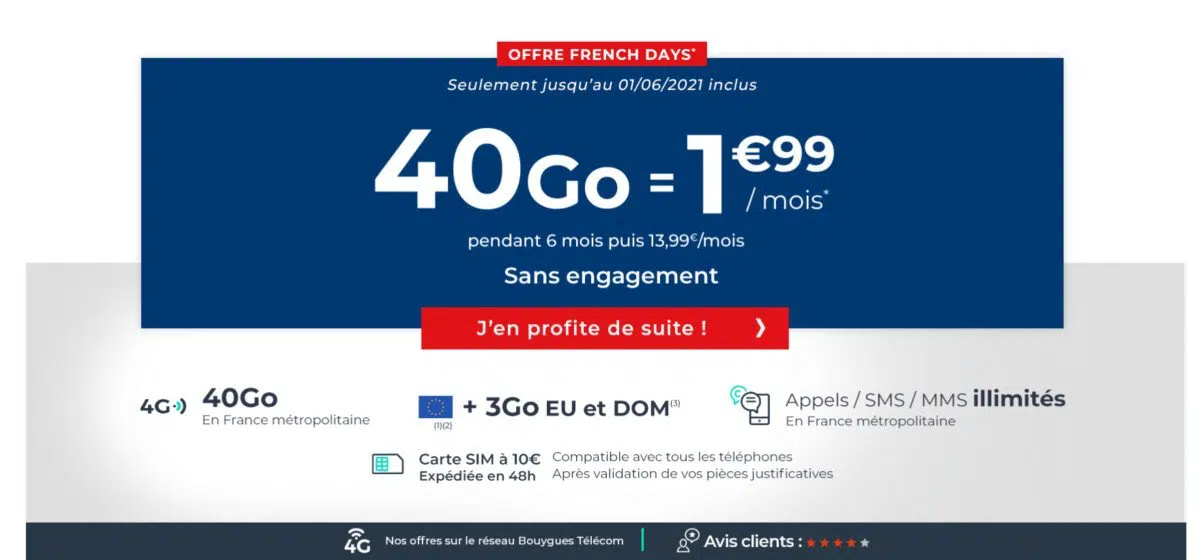 OFFRE FRENCH DAYS*
Seulement jusqu'au 01/06/2021 inclus
40Go = 1€99 / mois*
pendant 6 mois puis 13,99€/mois
Sans engagement
J'en profite de suite ! ❯
4G 40Go
En France métropolitaine
(1)(2)
+ 3Go EU et DOM(3)
C
Appels / SMS / MMS illimités
En France métropolitaine
Carte SIM à 10€
Expédiée en 48h
Compatible avec tous les téléphones
Après validation de vos pièces justificatives
4G Nos offres sur le réseau Bouygues Télécom
Avis clients : ★★★★★